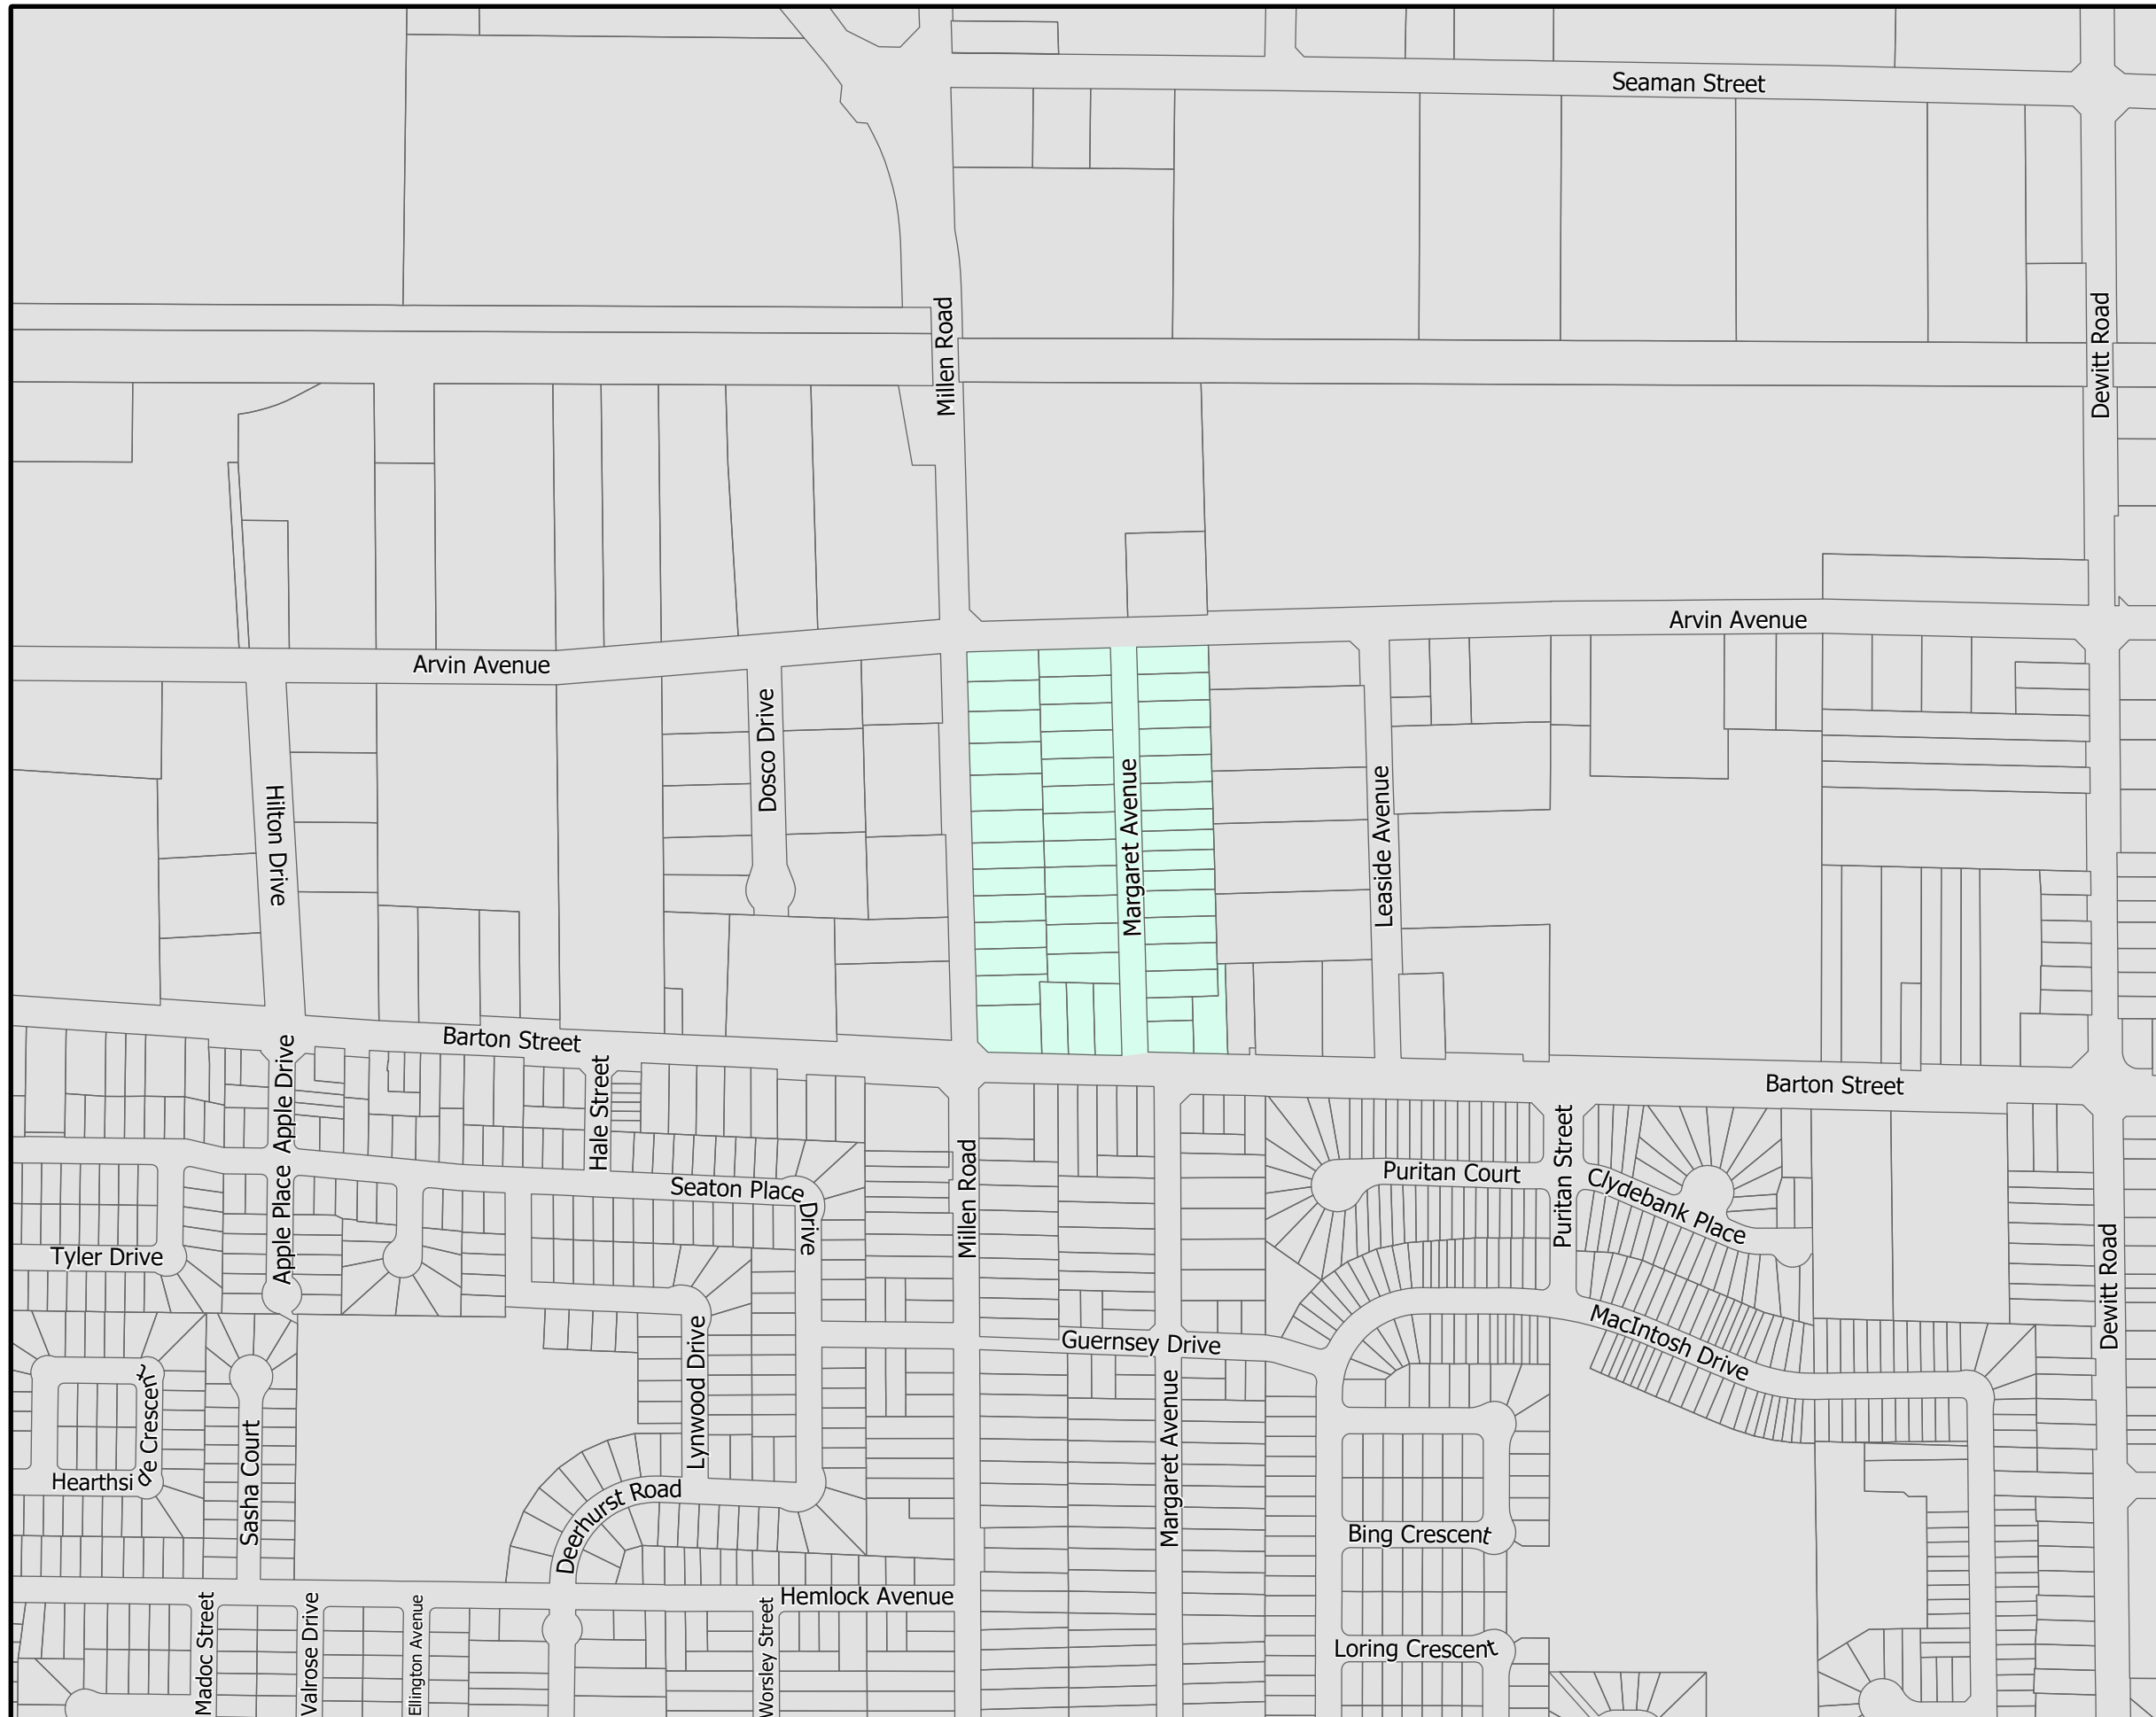 Seaman Street
Millen Road
Dewitt Road
Arvin Avenue
Arvin Avenue
Dosco Drive
Hilton Drive
Margaret Avenue
Leaside Avenue
Barton Street
Barton Street
Apple Drive
Hale Street
Puritan Street
Puritan Court
Clydebank Place
Seaton Place Drive
Millen Road
Apple Place
Tyler Drive
Dewitt Road
Guernsey Drive
MacIntosh Drive
Lynwood Drive
Margaret Avenue
Hearthside Crescent
Sasha Court
Deerhurst Road
Bing Crescent
Hemlock Avenue
Loring Crescent
Madoc Street
Valrose Drive
Ellington Avenue
Worsley Street